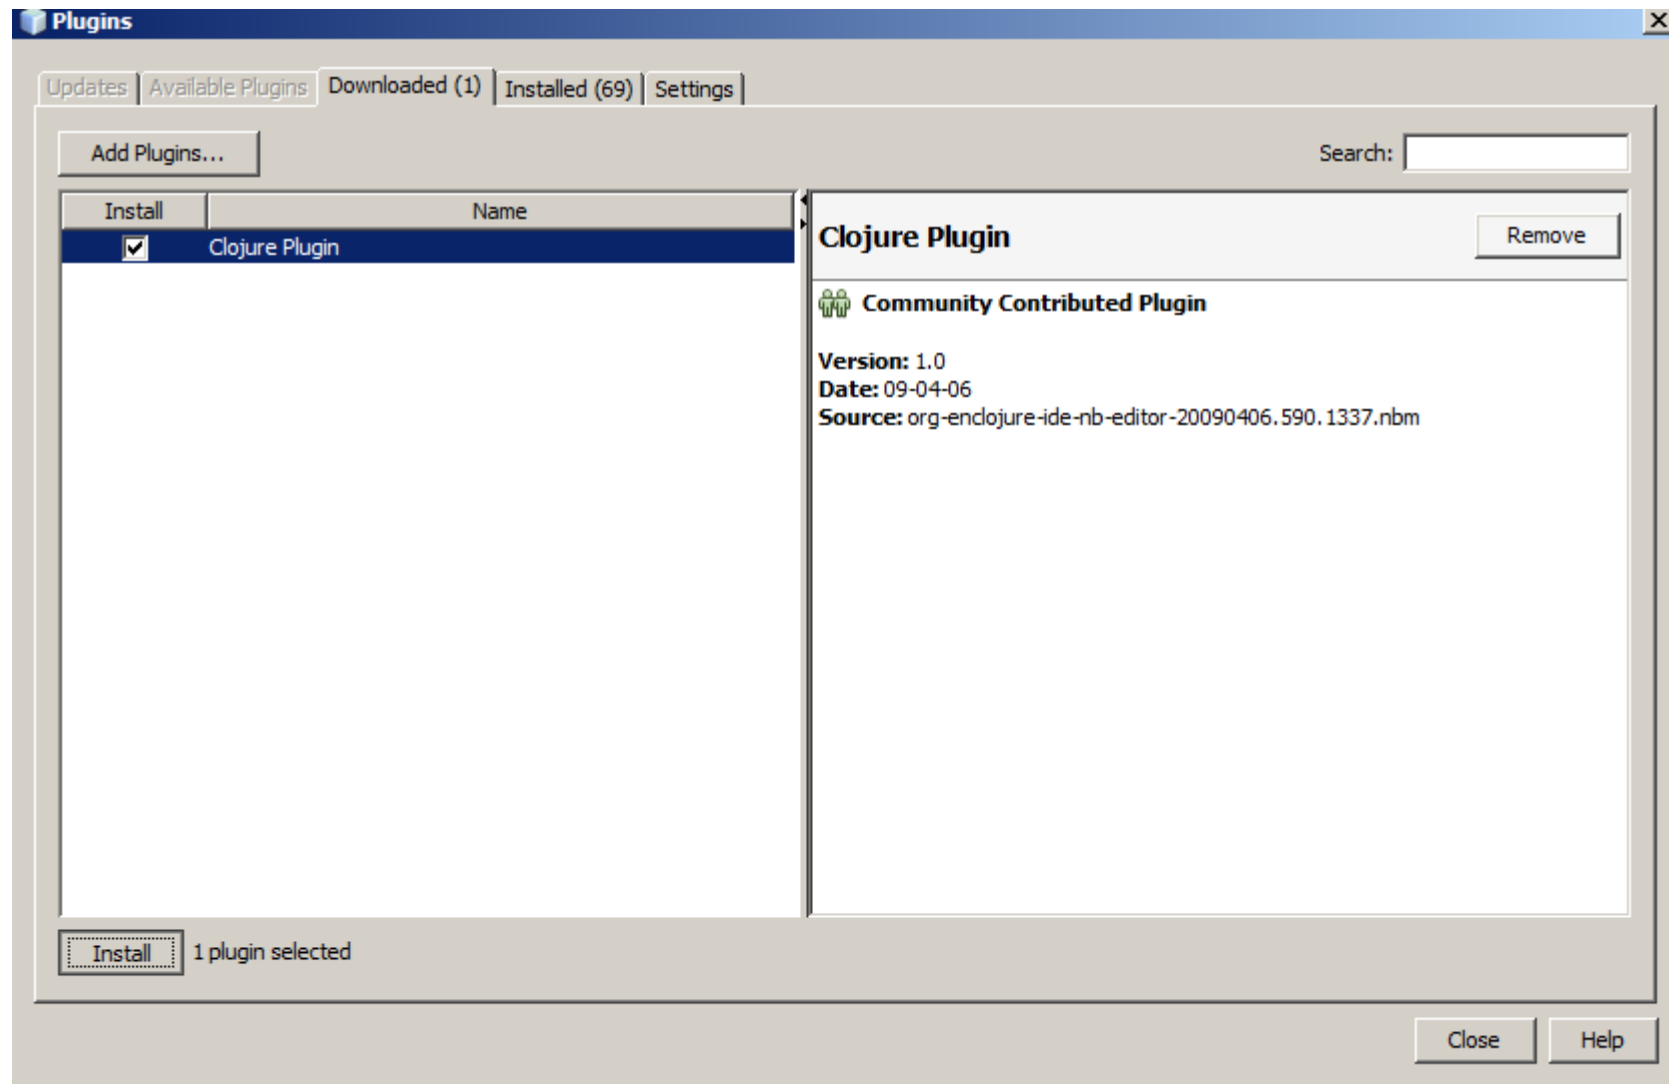 Plugins
Updates Available Plugins Downloaded (1) Installed (69) Settings
Add Plugins...
Search:
Install Name
Clojure Plugin
Clojure Plugin
Remove
Community Contributed Plugin
Version: 1.0
Date: 09-04-06
Source: org-enclojure-ide-nb-editor-20090406.590.1337.nbm
Install 1 plugin selected
Close Help